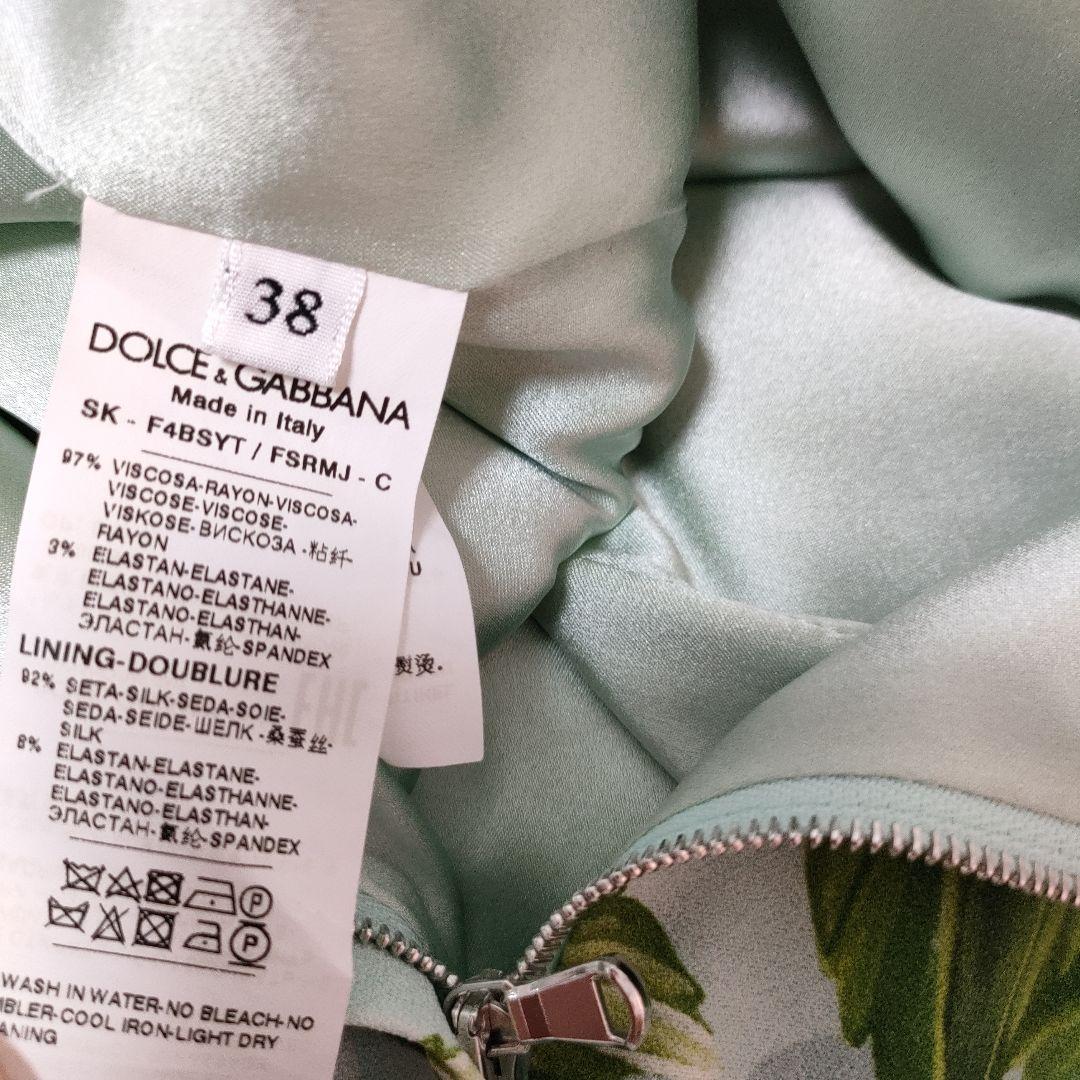 38
DOLCE & GABBANA
Made in Italy
SK - F4BSYT / FSRMJ - C
97% VISCOSA-RAYON-VISCOSA-
VISCOSE-VISCOSE-
VISKOSE-ВИСКОЗА-粘纤-
RAYON
3% ELASTAN-ELASTANE-
ELASTANO-ELASTHANNE-
ELASTANO-ELASTHAN-
ЭЛАСТАН-氨纶-SPANDEX
LINING-DOUBLURE
92% SETA-SILK-SEDA-SOIE-
SEDA-SEIDE-ШЕЛК-桑蚕丝-
SILK
8% ELASTAN-ELASTANE-
ELASTANO-ELASTHANNE-
ELASTANO-ELASTHAN-
ЭЛАСТАН-氨纶-SPANDEX
P
P
WASH IN WATER-NO BLEACH-NO
MBLER-COOL IRON-LIGHT DRY
EANING
U
熨烫.